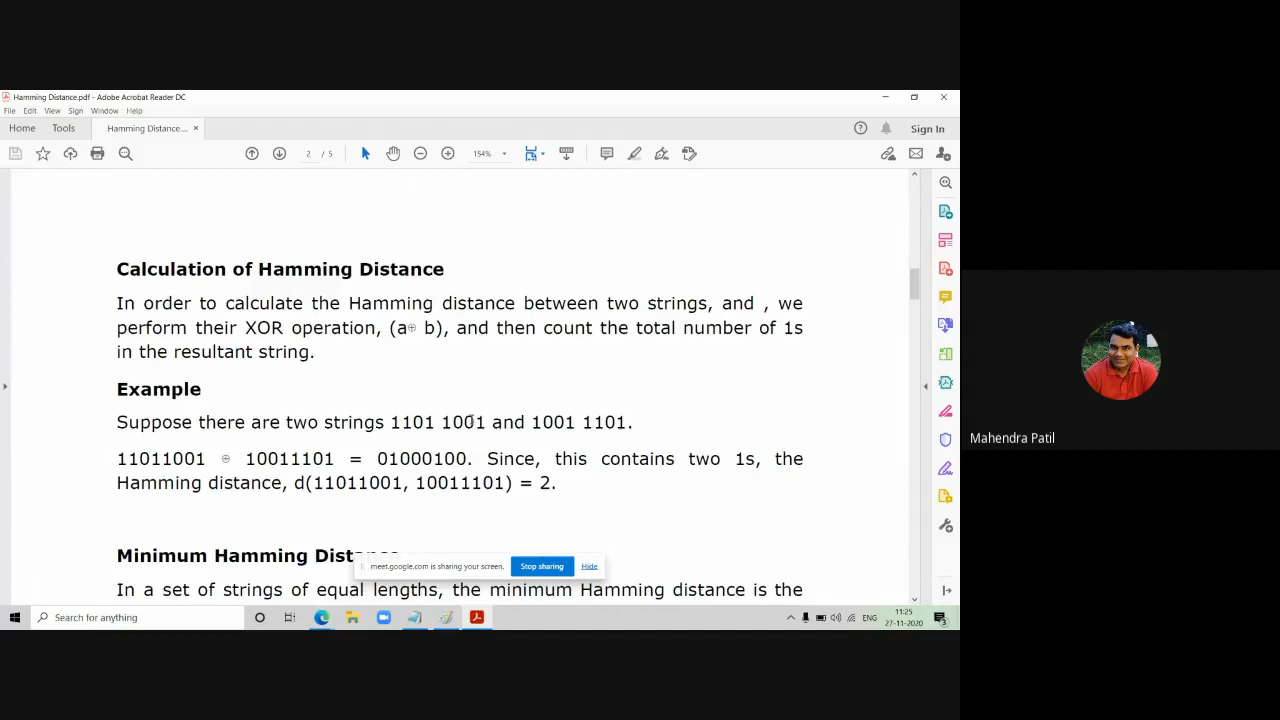 Hamming Distance.pdf - Adobe Acrobat Reader DC
File Edit View Sign Window Help
Home Tools Hamming Distance.... × Sign In
2 / 5 154%
Calculation of Hamming Distance
In order to calculate the Hamming distance between two strings, and , we
perform their XOR operation, (a⊕ b), and then count the total number of 1s
in the resultant string.
Example
Suppose there are two strings 1101 1001 and 1001 1101.
11011001 ⊕ 10011101 = 01000100. Since, this contains two 1s, the
Hamming distance, d(11011001, 10011101) = 2.
Minimum Hamming Distance
meet.google.com is sharing your screen. Stop sharing Hide
In a set of strings of equal lengths, the minimum Hamming distance is the
Search for anything
ENG 11:25
27-11-2020
3
Mahendra Patil